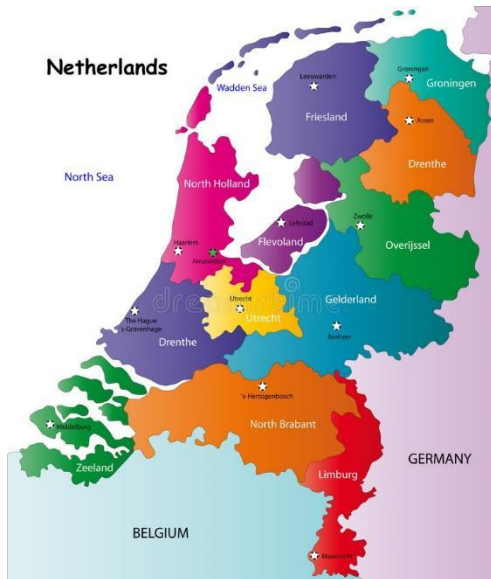 Netherlands
Wadden Sea
North Sea
Leeuwarden
Friesland
Groningen
Groningen
Assen
Drenthe
North Holland
Haarlem
Amsterdam
Lelystad
Flevoland
Zwolle
Overijssel
Utrecht
Utrecht
Gelderland
Arnhem
The Hague
's-Gravenhage
Drenthe
dreamstime
's-Hertogenbosch
North Brabant
Middelburg
Zeeland
Limburg
Maastricht
GERMANY
BELGIUM